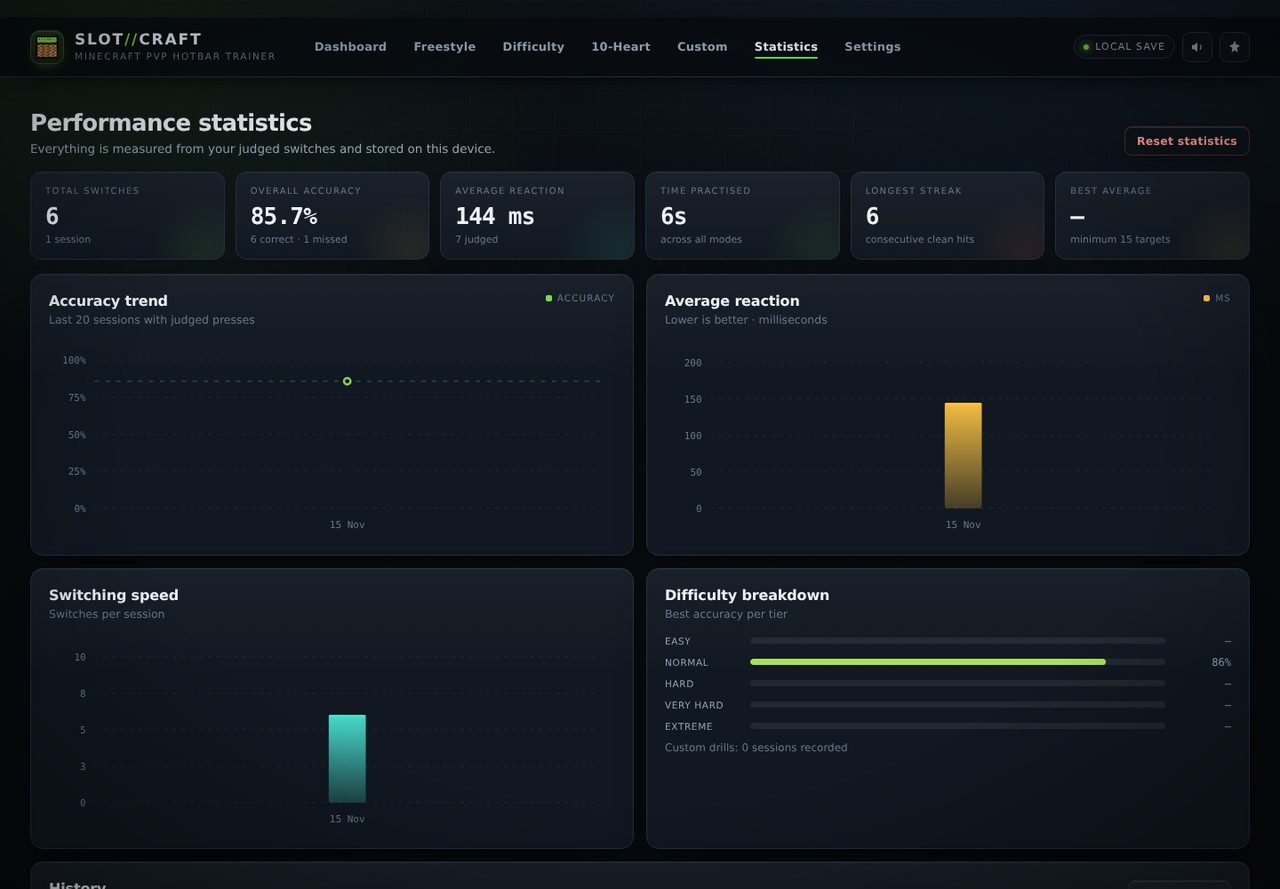 SLOT//CRAFT
MINECRAFT PVP HOTBAR TRAINER
Dashboard Freestyle Difficulty 10-Heart Custom Statistics Settings
LOCAL SAVE
Performance statistics
Everything is measured from your judged switches and stored on this device.
Reset statistics
TOTAL SWITCHES
6
1 session
OVERALL ACCURACY
85.7%
6 correct · 1 missed
AVERAGE REACTION
144 ms
7 judged
TIME PRACTISED
6s
across all modes
LONGEST STREAK
6
consecutive clean hits
BEST AVERAGE
—
minimum 15 targets
Accuracy trend
ACCURACY
Last 20 sessions with judged presses
100%
75%
50%
25%
0%
15 Nov
Average reaction
MS
Lower is better · milliseconds
200
150
100
50
0
15 Nov
Switching speed
Switches per session
10
8
5
3
0
15 Nov
Difficulty breakdown
Best accuracy per tier
EASY —
NORMAL 86%
HARD —
VERY HARD —
EXTREME —
Custom drills: 0 sessions recorded
History